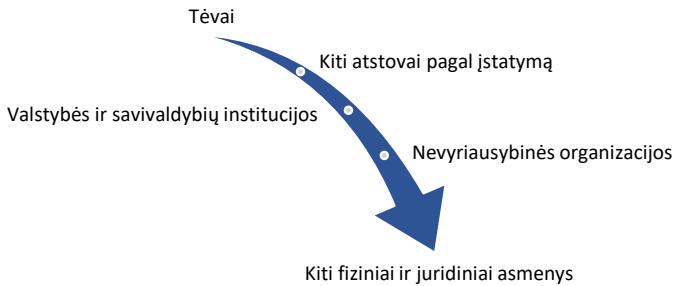 Tėvai
Kiti atstovai pagal įstatymą
Valstybės ir savivaldybių institucijos
Nevyriausybinės organizacijos
Kiti fiziniai ir juridiniai asmenys